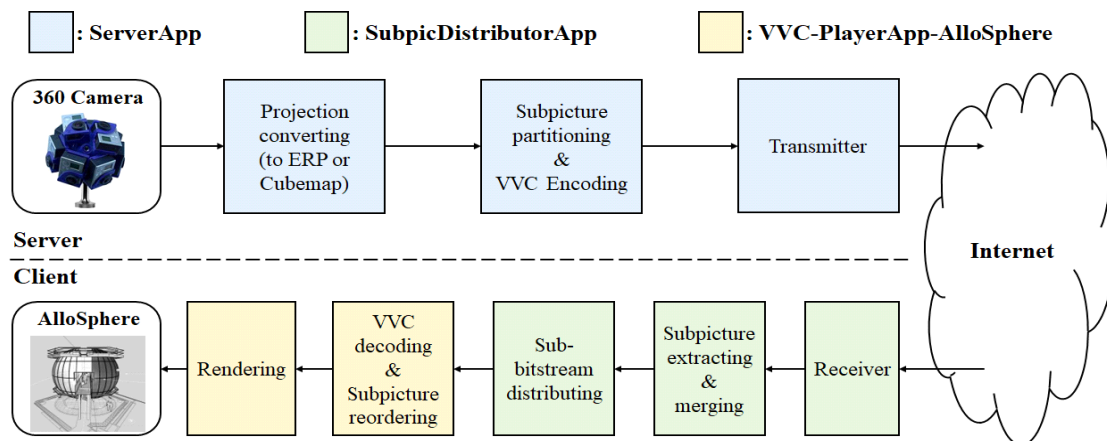 : ServerApp
: SubpicDistributorApp
: VVC-PlayerApp-AlloSphere
360 Camera
Projection
converting
(to ERP or
Cubemap)
Subpicture
partitioning
&
VVC Encoding
Transmitter
Internet
Server
Client
AlloSphere
Rendering
VVC
decoding
&
Subpicture
reordering
Sub-
bitstream
distributing
Subpicture
extracting
&
merging
Receiver